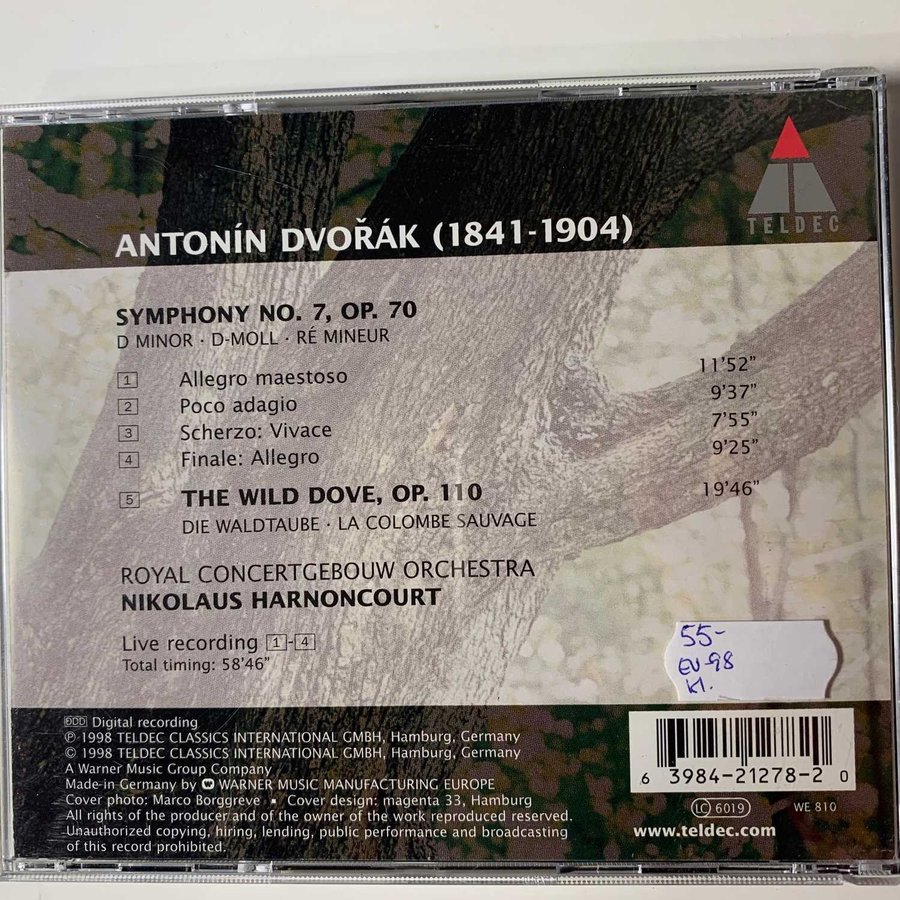 TELDEC
ANTONÍN DVOŘÁK (1841-1904)
SYMPHONY NO. 7, OP. 70
D MINOR · D-MOLL · RÉ MINEUR
1 Allegro maestoso 11'52"
2 Poco adagio 9'37"
3 Scherzo: Vivace 7'55"
4 Finale: Allegro 9'25"
5 THE WILD DOVE, OP. 110 19'46"
DIE WALDTAUBE · LA COLOMBE SAUVAGE
ROYAL CONCERTGEBOUW ORCHESTRA
NIKOLAUS HARNONCOURT
Live recording 1-4
Total timing: 58'46"
55-
EU-98
kl.
DDD Digital recording
℗ 1998 TELDEC CLASSICS INTERNATIONAL GMBH, Hamburg, Germany
© 1998 TELDEC CLASSICS INTERNATIONAL GMBH, Hamburg, Germany
A Warner Music Group Company
Made in Germany by WARNER MUSIC MANUFACTURING EUROPE
Cover photo: Marco Borggreve ▪ Cover design: magenta 33, Hamburg
All rights of the producer and of the owner of the work reproduced reserved.
Unauthorized copying, hiring, lending, public performance and broadcasting
of this record prohibited.
6 3984-21278-2 0
LC 6019 WE 810
www.teldec.com